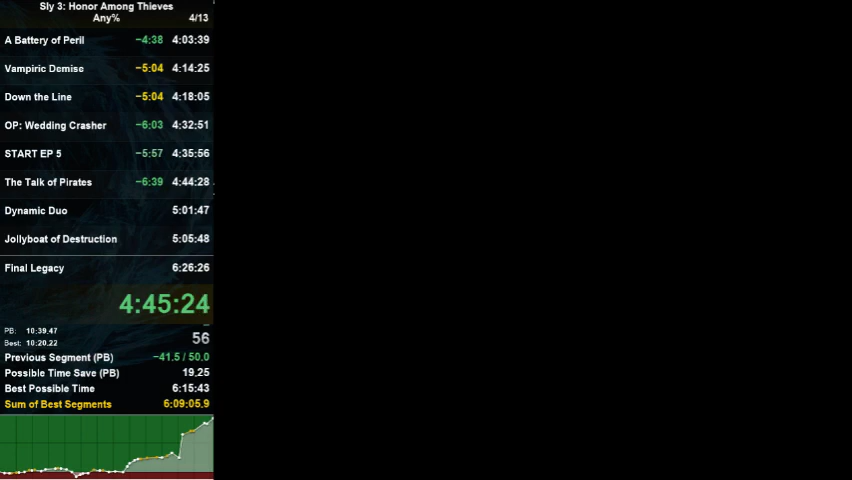 Sly 3: Honor Among Thieves
Any% 4/13
A Battery of Peril −4:38 4:03:39
Vampiric Demise −5:04 4:14:25
Down the Line −5:04 4:18:05
OP: Wedding Crasher −6:03 4:32:51
START EP 5 −5:57 4:35:56
The Talk of Pirates −6:39 4:44:28
Dynamic Duo 5:01:47
Jollyboat of Destruction 5:05:48
Final Legacy 6:26:26
4:45:24
PB: 10:39.47
Best: 10:20.22
56
Previous Segment (PB) −41.5 / 50.0
Possible Time Save (PB) 19.25
Best Possible Time 6:15:43
Sum of Best Segments 6:09:05.9